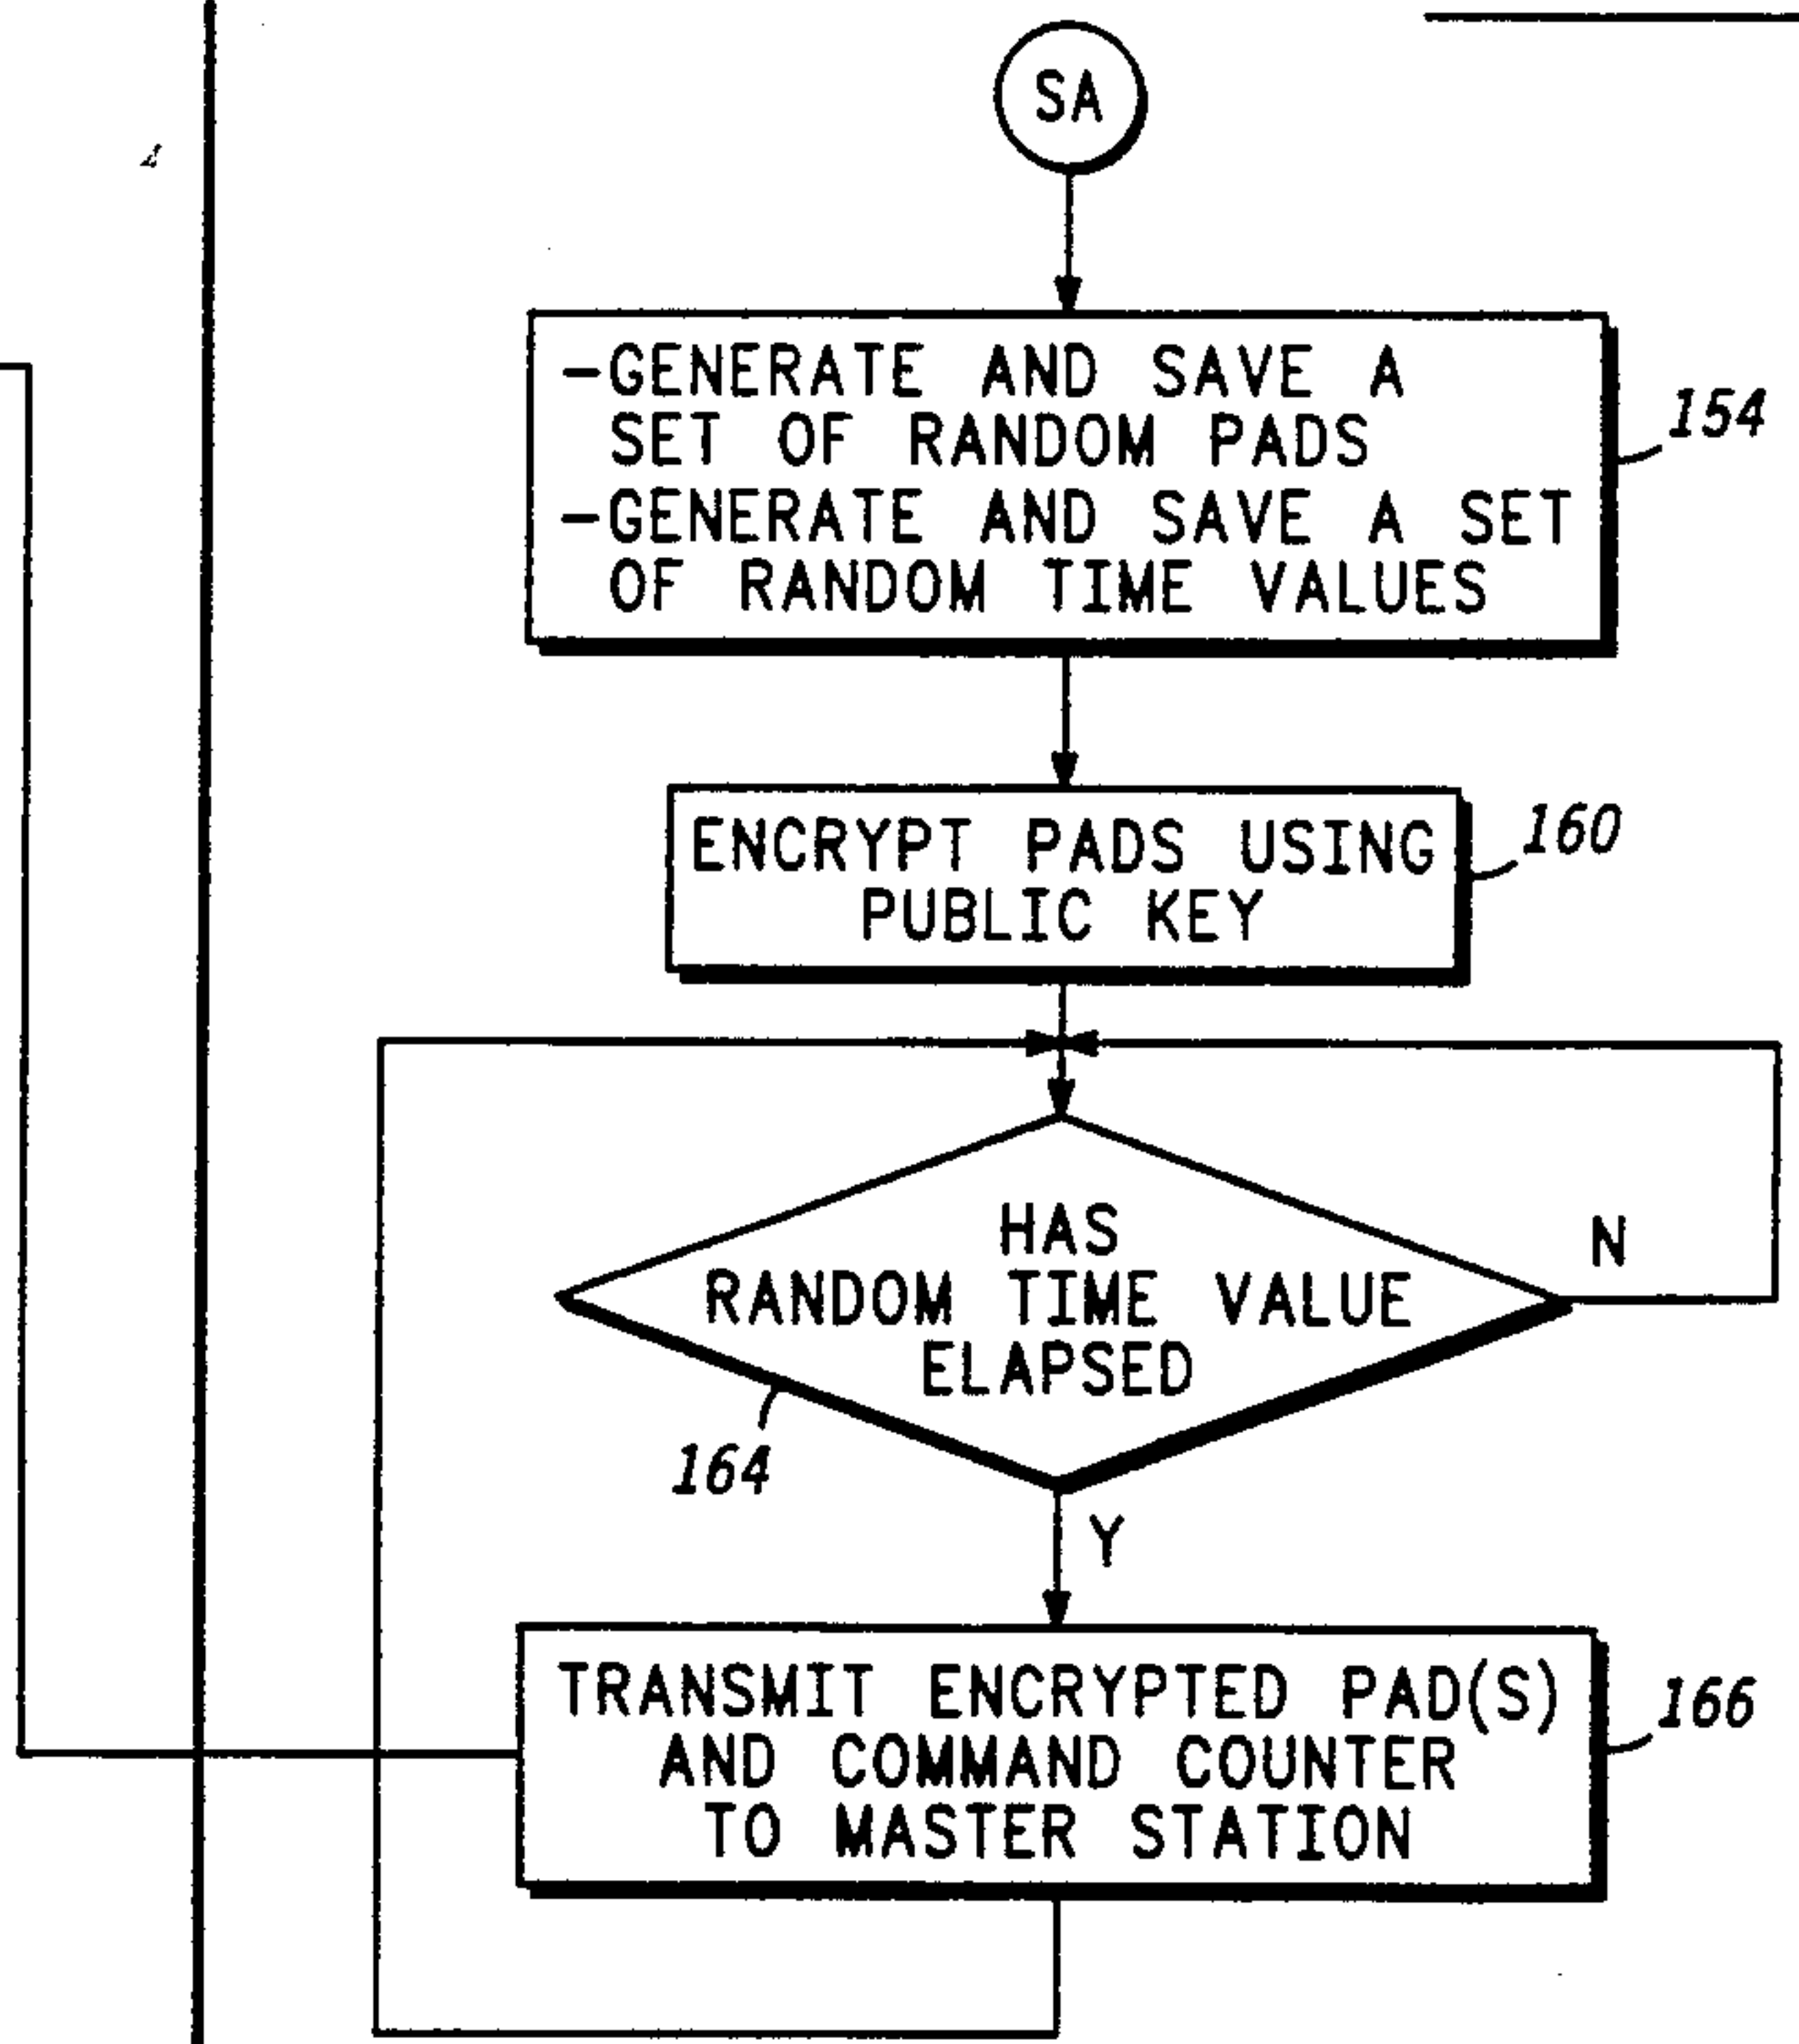 SA
-GENERATE AND SAVE A
SET OF RANDOM PADS
-GENERATE AND SAVE A SET
OF RANDOM TIME VALUES
154
ENCRYPT PADS USING
PUBLIC KEY
160
HAS
RANDOM TIME VALUE
ELAPSED
N
164
Y
TRANSMIT ENCRYPTED PAD(S)
AND COMMAND COUNTER
TO MASTER STATION
166